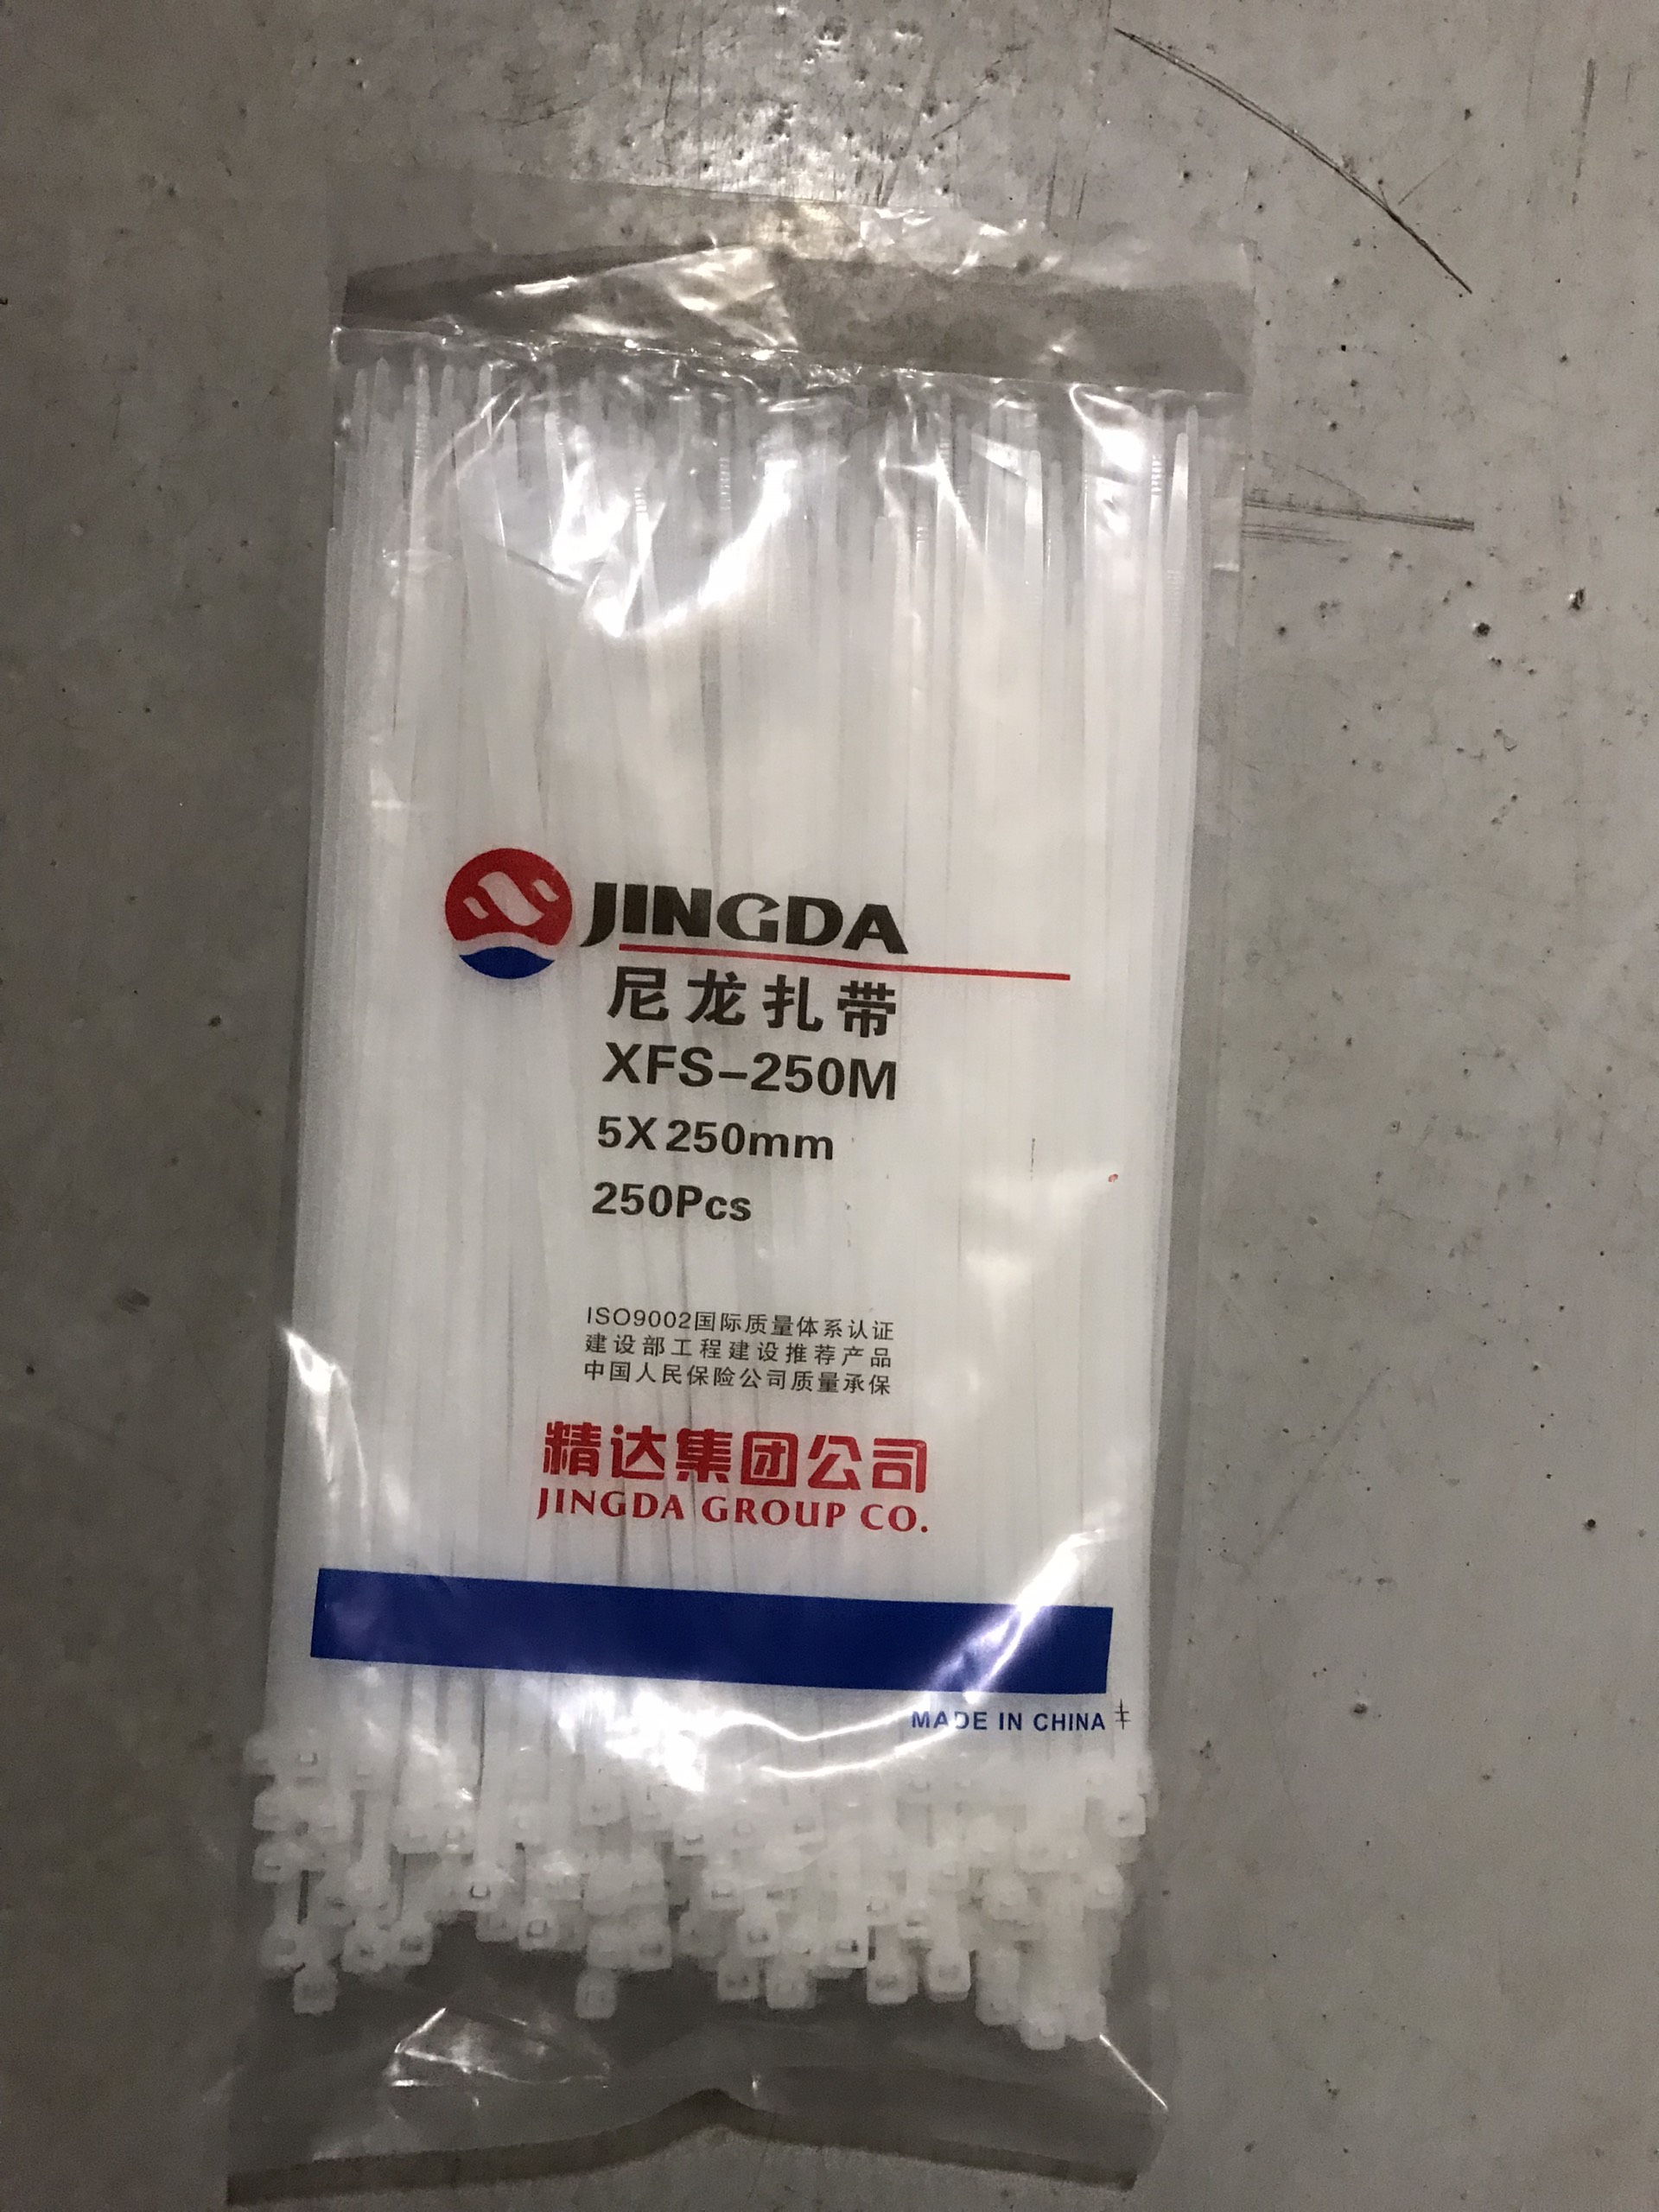 JINGDA
尼龙扎带
XFS-250M
5X250mm
250Pcs
ISO9002国际质量体系认证
建设部工程建设推荐产品
中国人民保险公司质量承保
精达集团公司
JINGDA GROUP CO.
MADE IN CHINA